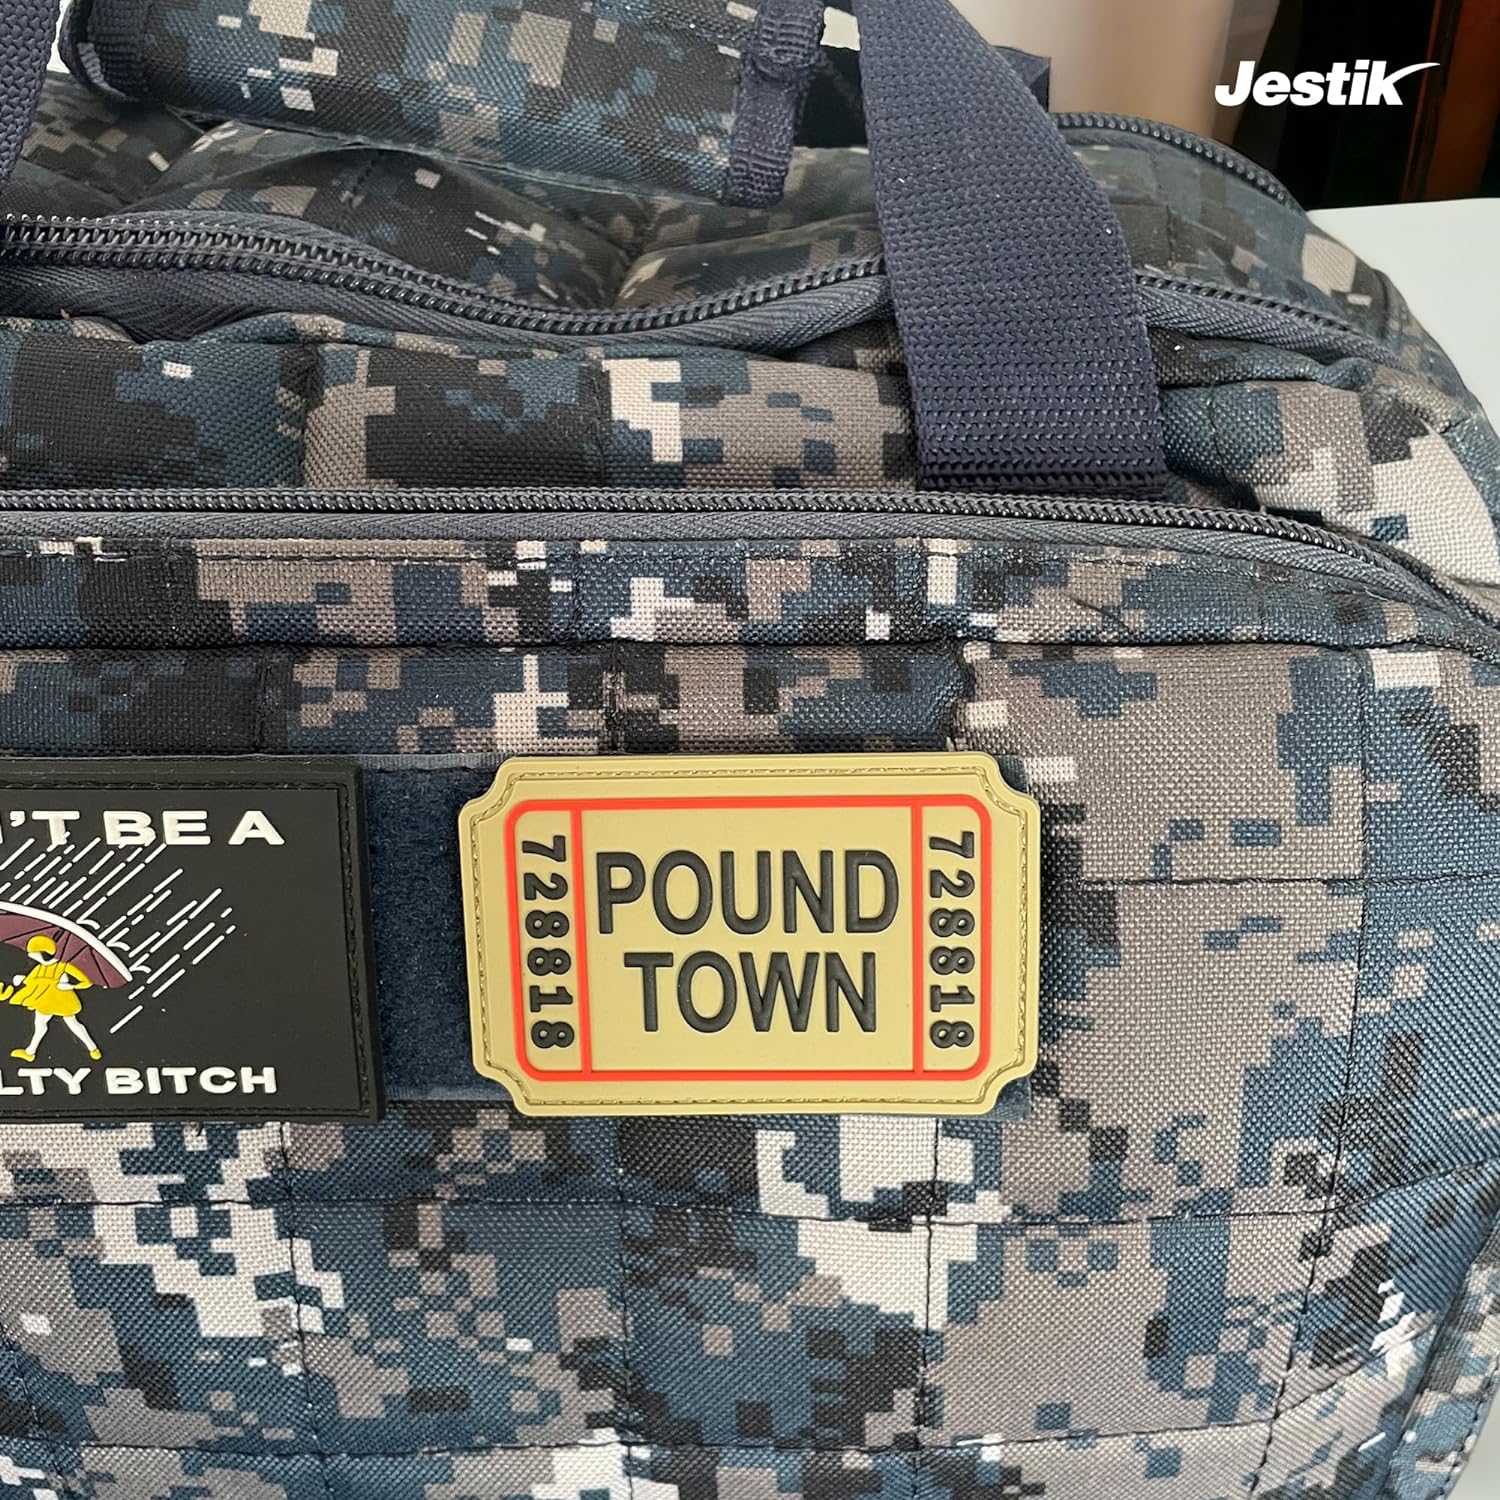 Jestik
'T BE A
LTY BITCH
728818
POUND
TOWN
728818